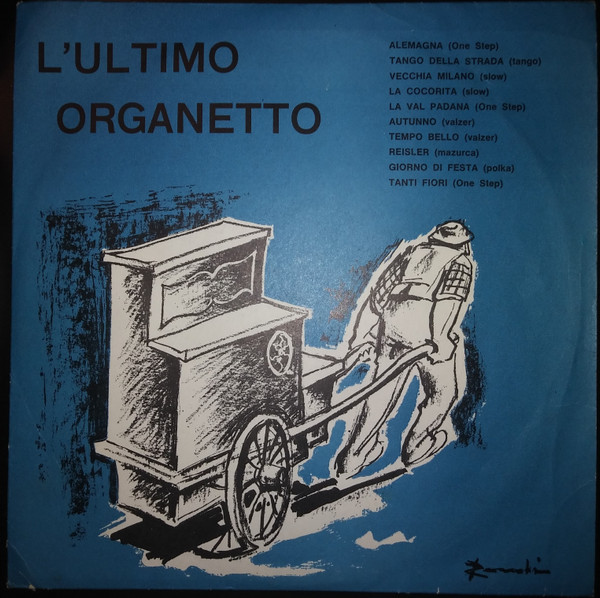 L'ULTIMO
ORGANETTO
ALEMAGNA (One Step)
TANGO DELLA STRADA (tango)
VECCHIA MILANO (slow)
LA COCORITA (slow)
LA VAL PADANA (One Step)
AUTUNNO (valzer)
TEMPO BELLO (valzer)
REISLER (mazurca)
GIORNO DI FESTA (polka)
TANTI FIORI (One Step)